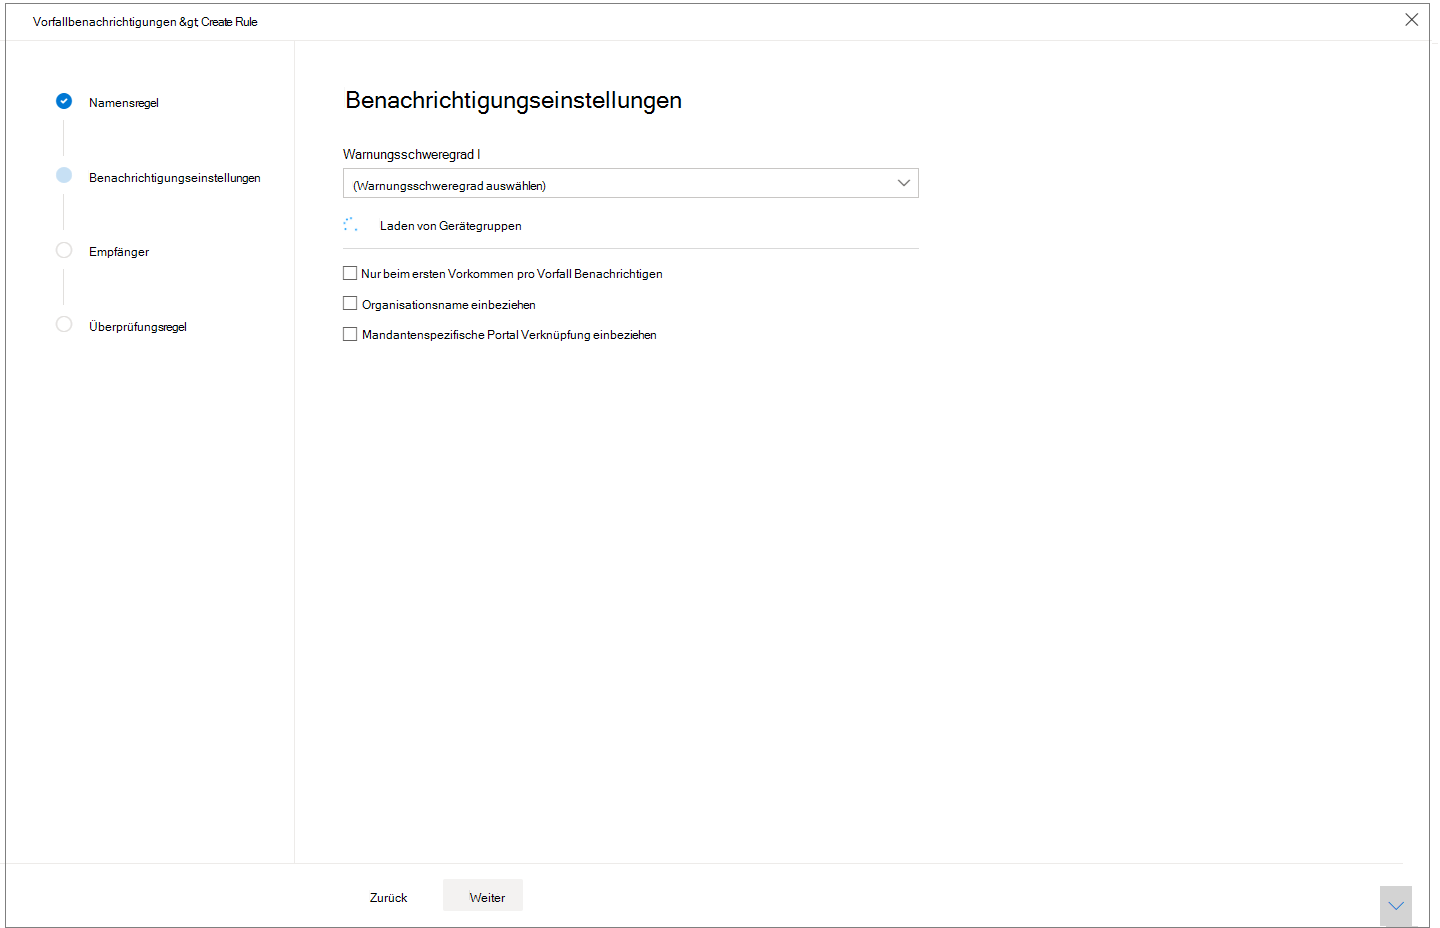 Vorfallbenachrichtigungen &gt; Create Rule
Namensregel
Benachrichtigungseinstellungen
Empfänger
Überprüfungsregel
Benachrichtigungseinstellungen
Warnungsschweregrad I
(Warnungsschweregrad auswählen)
Laden von Gerätegruppen
Nur beim ersten Vorkommen pro Vorfall Benachrichtigen
Organisationsname einbeziehen
Mandantenspezifische Portal Verknüpfung einbeziehen
Zurück
Weiter